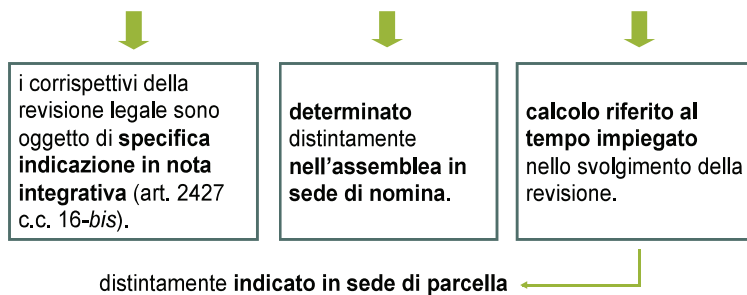 i corrispettivi della
revisione legale sono
oggetto di specifica
indicazione in nota
integrativa (art. 2427
c.c. 16-bis).
determinato
distintamente
nell'assemblea in
sede di nomina.
calcolo riferito al
tempo impiegato
nello svolgimento della
revisione.
distintamente indicato in sede di parcella